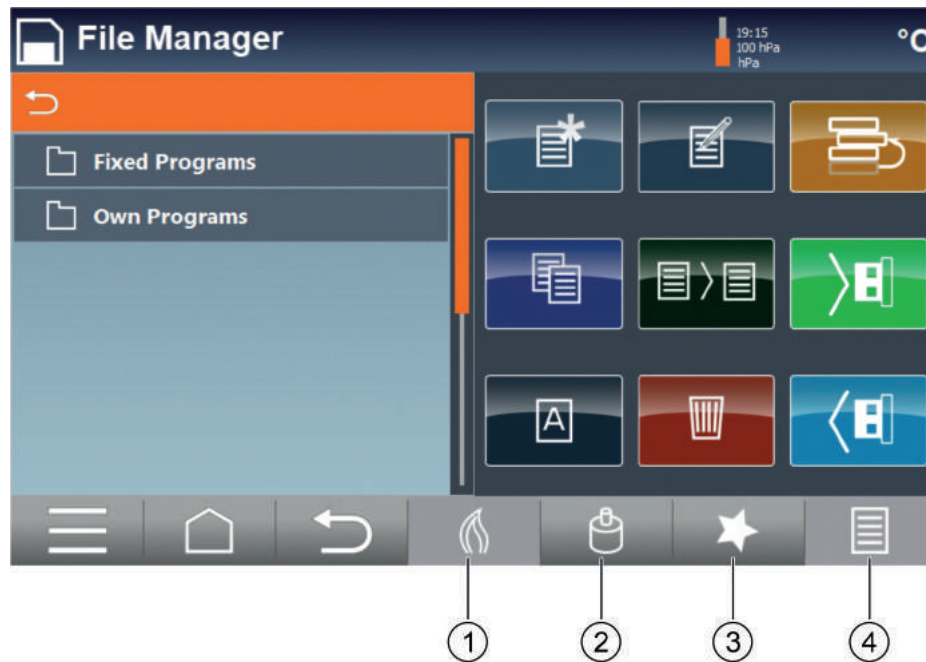 File Manager
19:15
100 hPa
hPa
°C
Fixed Programs
Own Programs
A
1
2
3
4